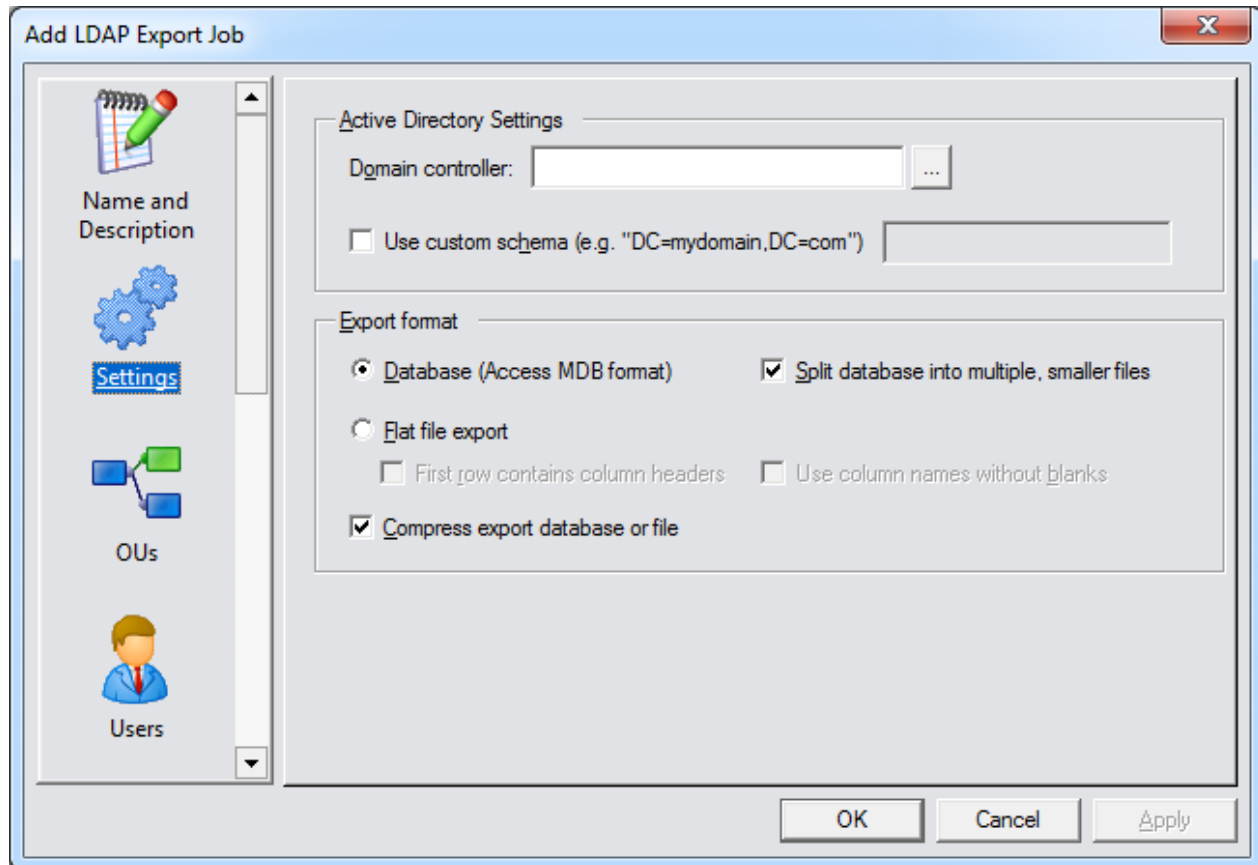 Add LDAP Export Job
Name and
Description
Settings
OUs
Users
Active Directory Settings
Domain controller:
...
Use custom schema (e.g. "DC=mydomain,DC=com")
Export format
Database (Access MDB format)
Split database into multiple, smaller files
Flat file export
First row contains column headers
Use column names without blanks
Compress export database or file
OK
Cancel
Apply